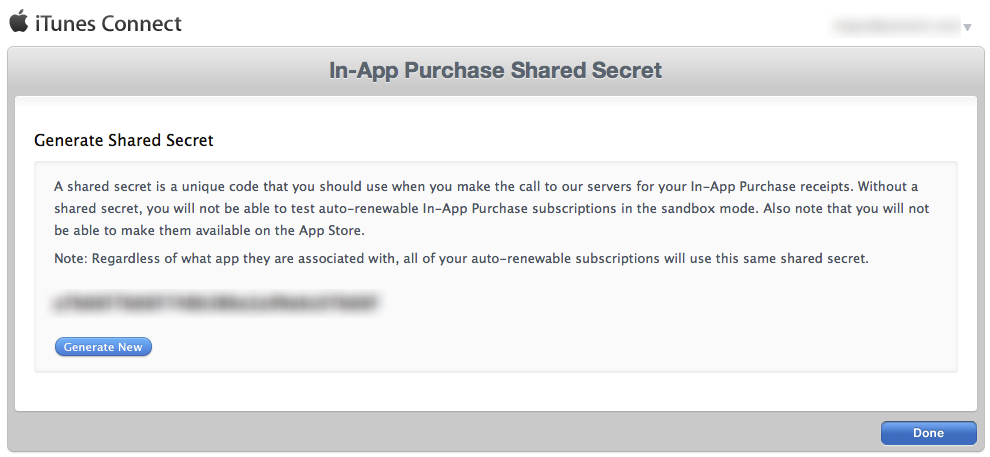 iTunes Connect
In-App Purchase Shared Secret
Generate Shared Secret
A shared secret is a unique code that you should use when you make the call to our servers for your In-App Purchase receipts. Without a
shared secret, you will not be able to test auto-renewable In-App Purchase subscriptions in the sandbox mode. Also note that you will not
be able to make them available on the App Store.
Note: Regardless of what app they are associated with, all of your auto-renewable subscriptions will use this same shared secret.
Generate New
Done